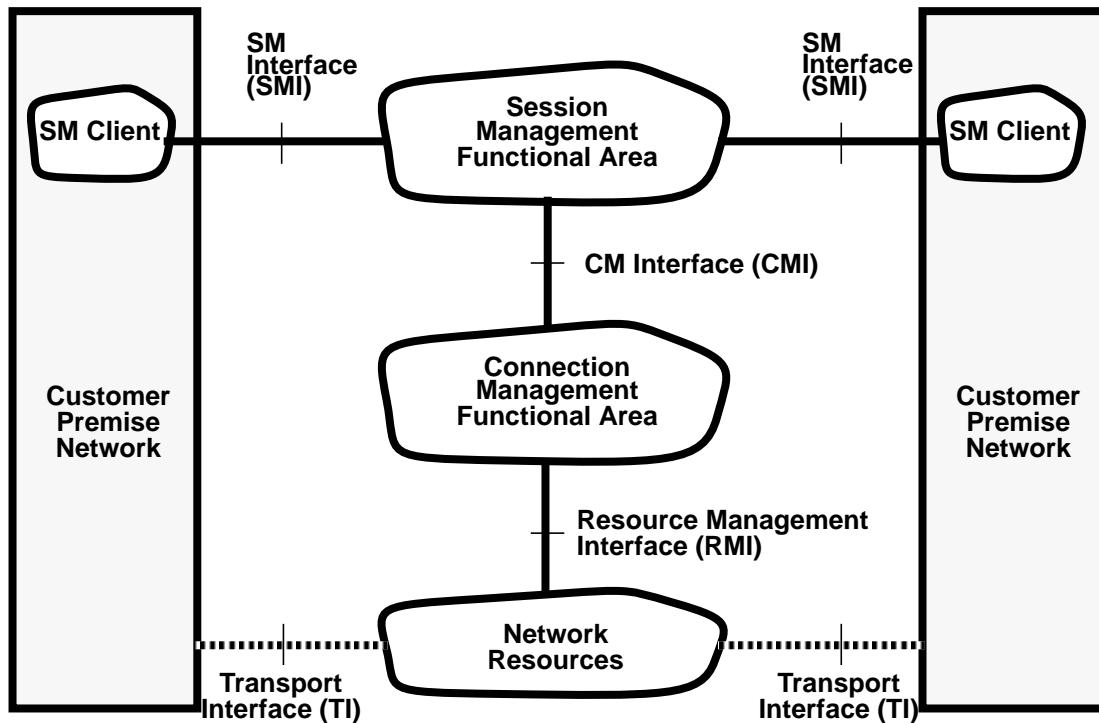 SM
Interface
(SMI)
SM
Interface
(SMI)
SM Client
Session
Management
Functional Area
SM Client
CM Interface (CMI)
Customer
Premise
Network
Connection
Management
Functional Area
Customer
Premise
Network
Resource Management
Interface (RMI)
Network
Resources
Transport
Interface (TI)
Transport
Interface (TI)